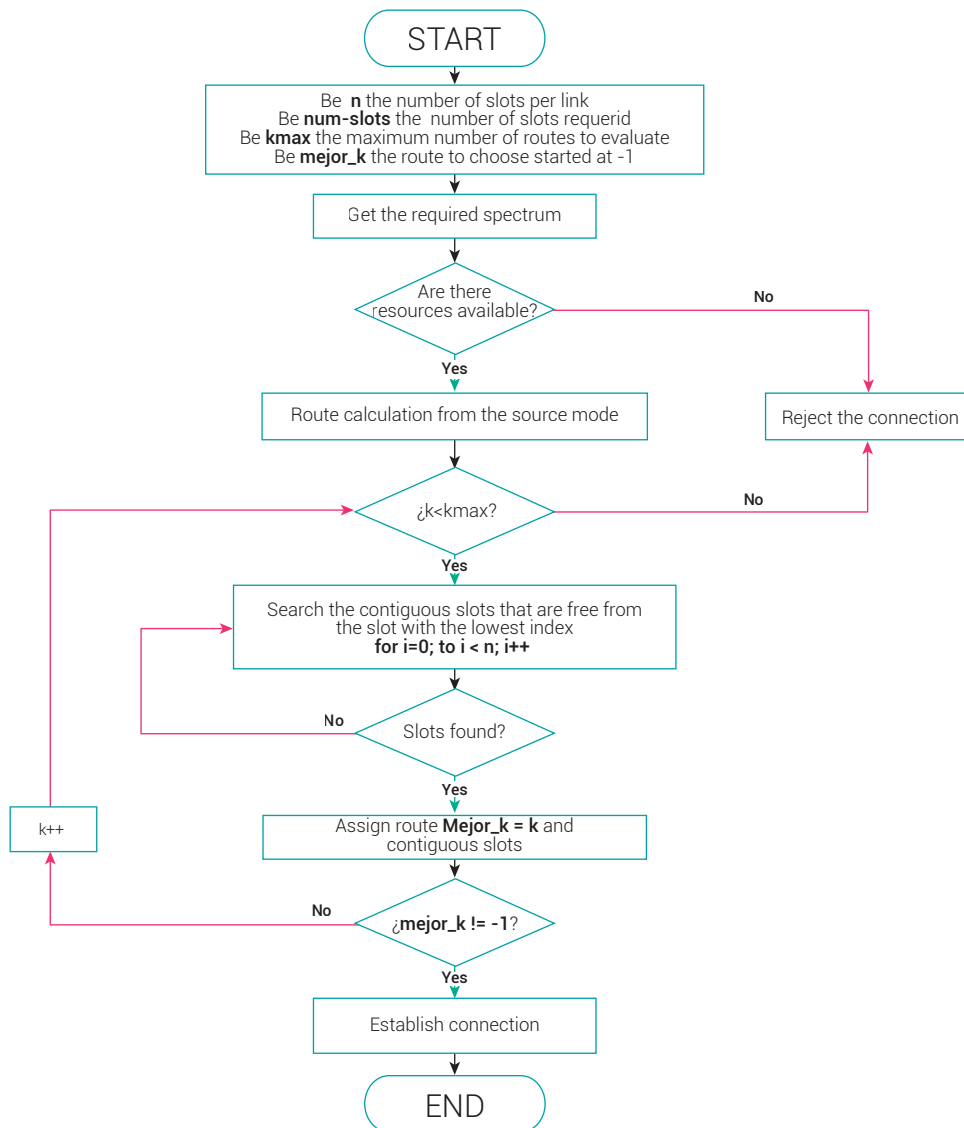 START
Be n the number of slots per link
Be num-slots the number of slots requerid
Be kmax the maximum number of routes to evaluate
Be mejor_k the route to choose started at -1
Get the required spectrum
Are there
resources available?
No
Yes
Route calculation from the source mode
Reject the connection
¿k<kmax?
No
Yes
Search the contiguous slots that are free from
the slot with the lowest index
for i=0; to i < n; i++
No
Slots found?
Yes
k++
Assign route Mejor_k = k and
contiguous slots
No
¿mejor_k != -1?
Yes
Establish connection
END